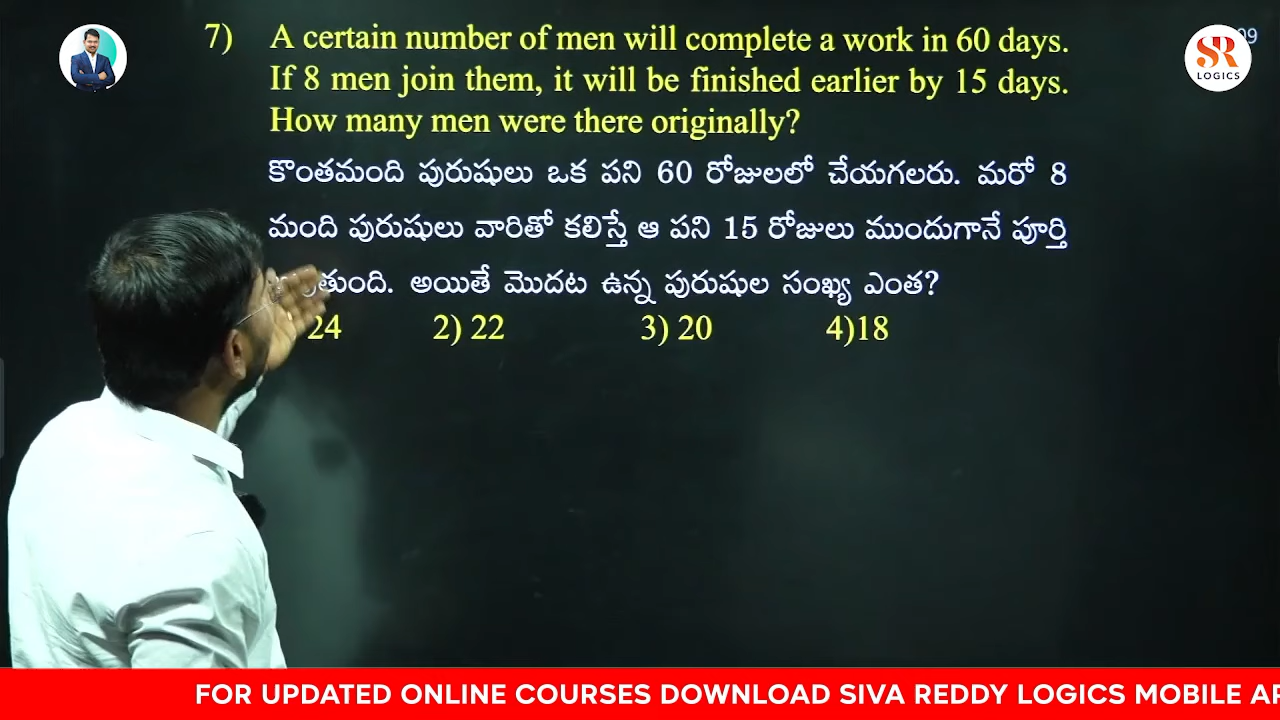 7) A certain number of men will complete a work in 60 days.
If 8 men join them, it will be finished earlier by 15 days.
How many men were there originally?
కొంతమంది పురుషులు ఒక పని 60 రోజులలో చేయగలరు. మరో 8
మంది పురుషులు వారితో కలిస్తే ఆ పని 15 రోజులు ముందుగానే పూర్తి
అయితే మొదట ఉన్న పురుషుల సంఖ్య ఎంత?
24 2) 22 3) 20 4)18
SR
LOGICS
09
FOR UPDATED ONLINE COURSES DOWNLOAD SIVA REDDY LOGICS MOBILE